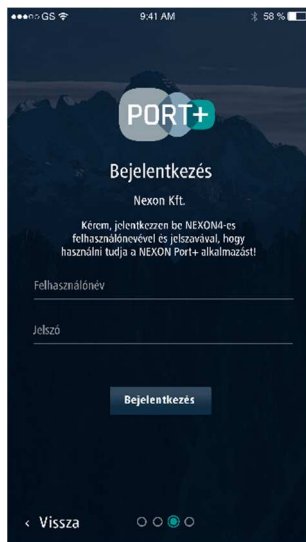 GS 9:41 AM 58 %
PORT+
Bejelentkezés
Nexon Kft.
Kérem, jelentkezzen be NEXON4-es
felhasználónevével és jelszavával, hogy
használni tudja a NEXON Port+ alkalmazást!
Felhasználónév
Jelszó
Bejelentkezés
< Vissza